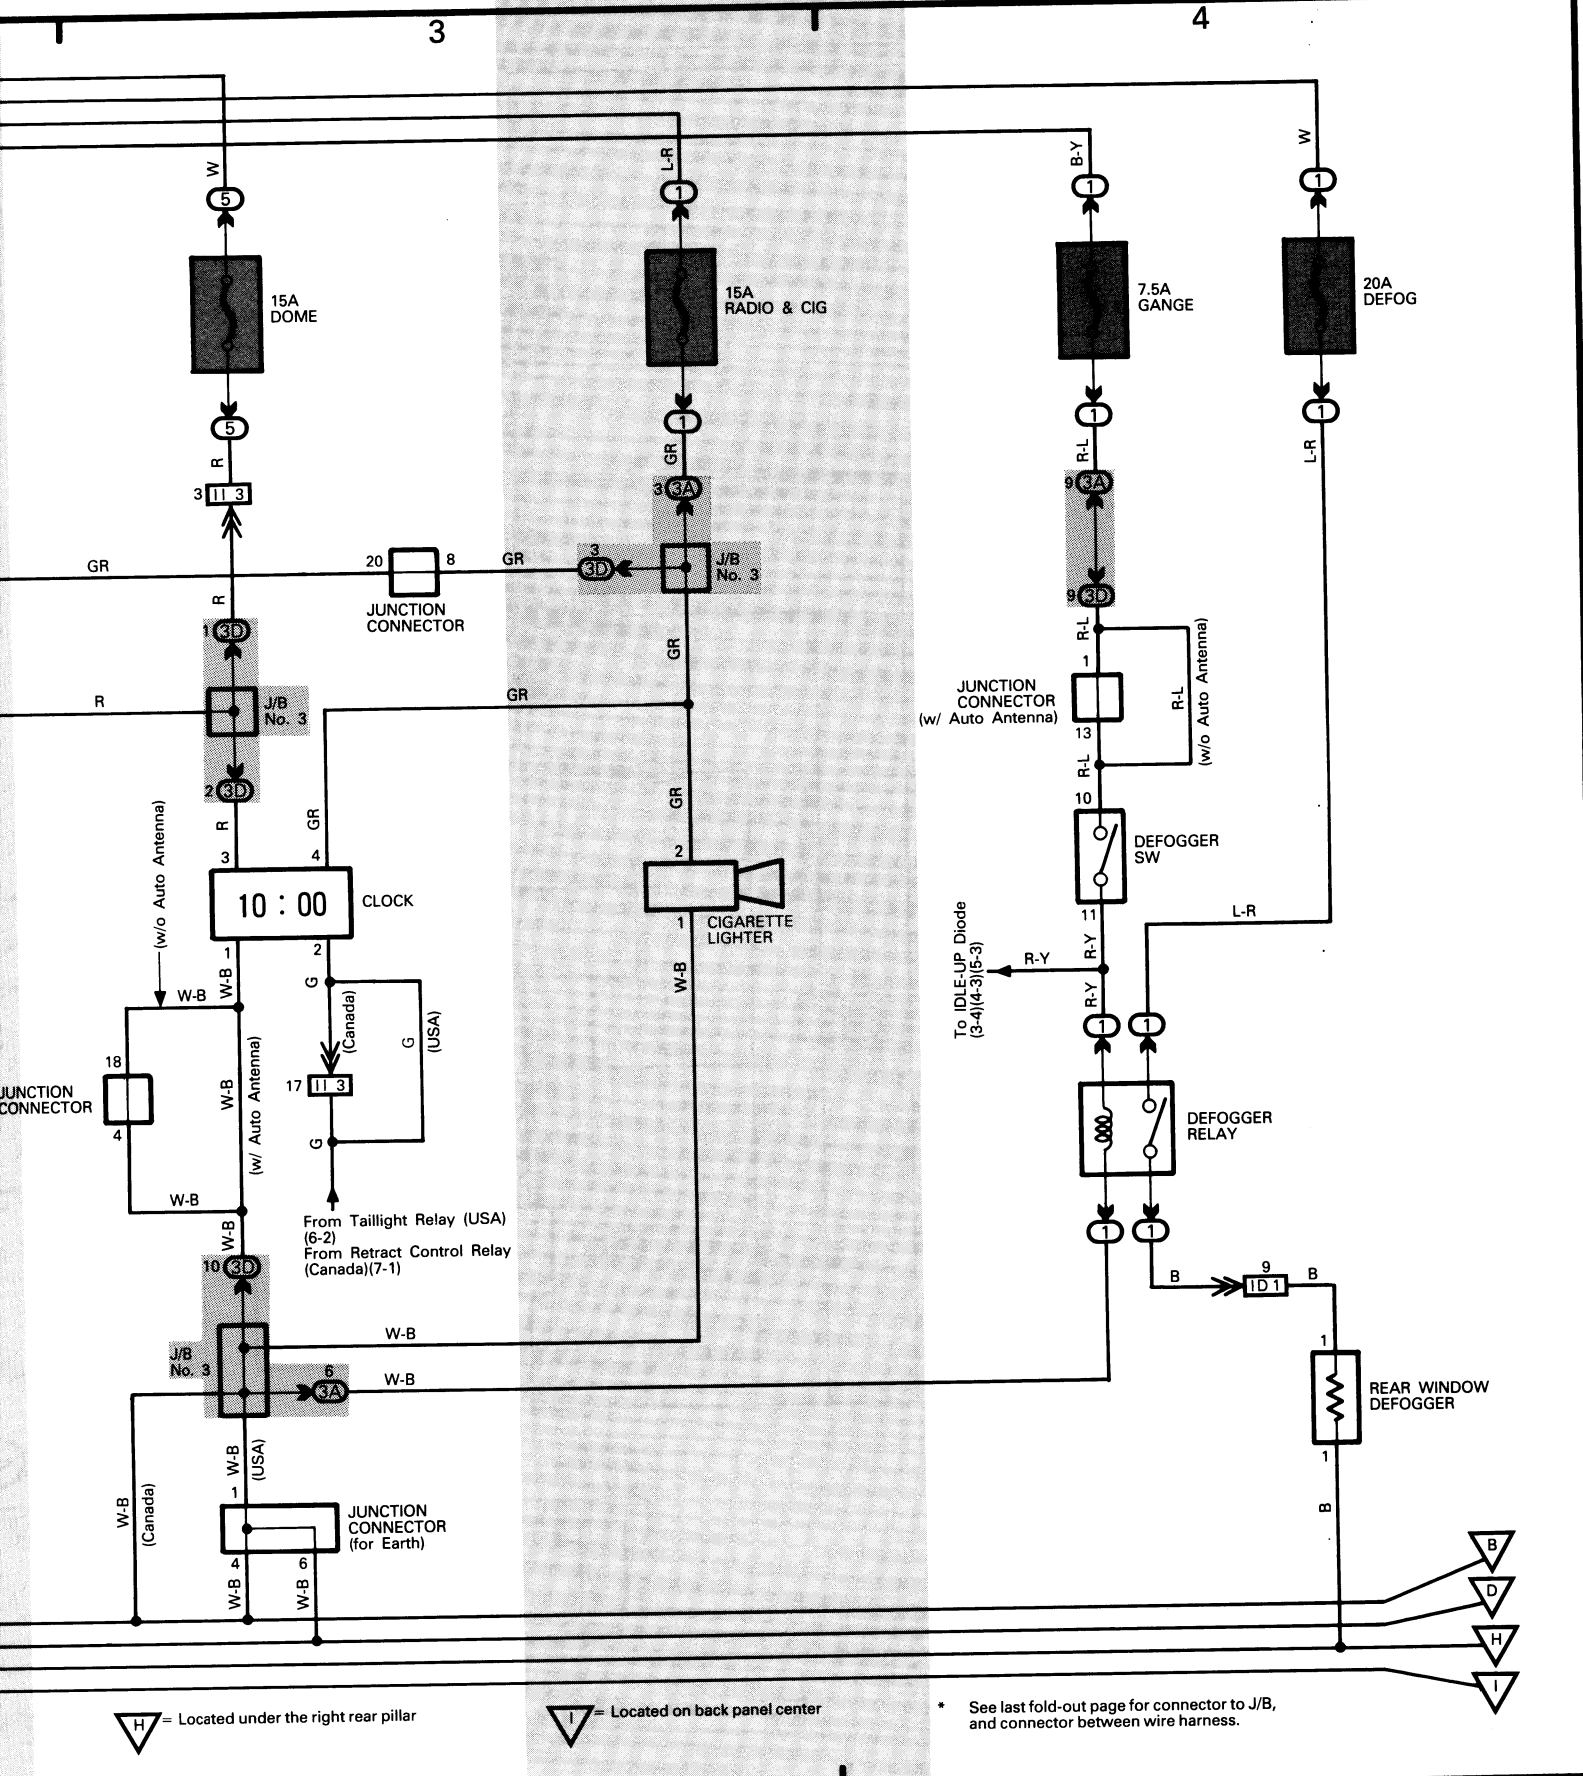 3
4
W
L-R
B-Y
W
5
1
1
1
15A
DOME
15A
RADIO & CIG
7.5A
GANGE
20A
DEFOG
5
1
1
1
R
GR
R-L
L-R
3 II 3
3 3A
9 3A
GR
20
8
GR
3
3D
J/B
No. 3
JUNCTION
CONNECTOR
9 3D
R
1 3D
GR
R-L
R-L
(w/o Auto Antenna)
R
J/B
No. 3
GR
1
JUNCTION
CONNECTOR
(w/ Auto Antenna)
13
R-L
2 3D
(w/o Auto Antenna)
R
GR
GR
10
3
4
2
DEFOGGER
SW
10 : 00
CLOCK
1
CIGARETTE
LIGHTER
11
L-R
1
2
W-B
G
W-B
R-Y
R-Y
R-Y
To IDLE-UP Diode
(3-4)(4-3)(5-3)
W-B
(Canada)
G
(USA)
1
1
18
JUNCTION
CONNECTOR
4
W-B
(w/ Auto Antenna)
17 II 3
G
DEFOGGER
RELAY
W-B
W-B
From Taillight Relay (USA)
(6-2)
From Retract Control Relay
(Canada)(7-1)
1
1
10 3D
B
9
ID 1
B
J/B
No. 3
W-B
6
3A
W-B
1
REAR WINDOW
DEFOGGER
1
W-B
(USA)
W-B
(Canada)
1
JUNCTION
CONNECTOR
(for Earth)
4
6
W-B
W-B
B
B
D
H
I
H = Located under the right rear pillar
I = Located on back panel center
* See last fold-out page for connector to J/B,
and connector between wire harness.